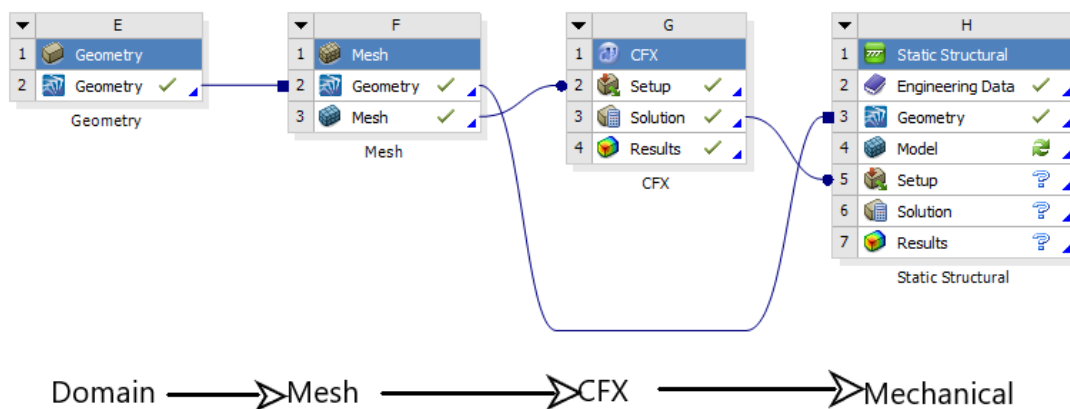 E
1 Geometry
2 Geometry
Geometry
F
1 Mesh
2 Geometry
3 Mesh
Mesh
G
1 CFX
2 Setup
3 Solution
4 Results
CFX
H
1 Static Structural
2 Engineering Data
3 Geometry
4 Model
5 Setup
6 Solution
7 Results
Static Structural
Domain Mesh CFX Mechanical